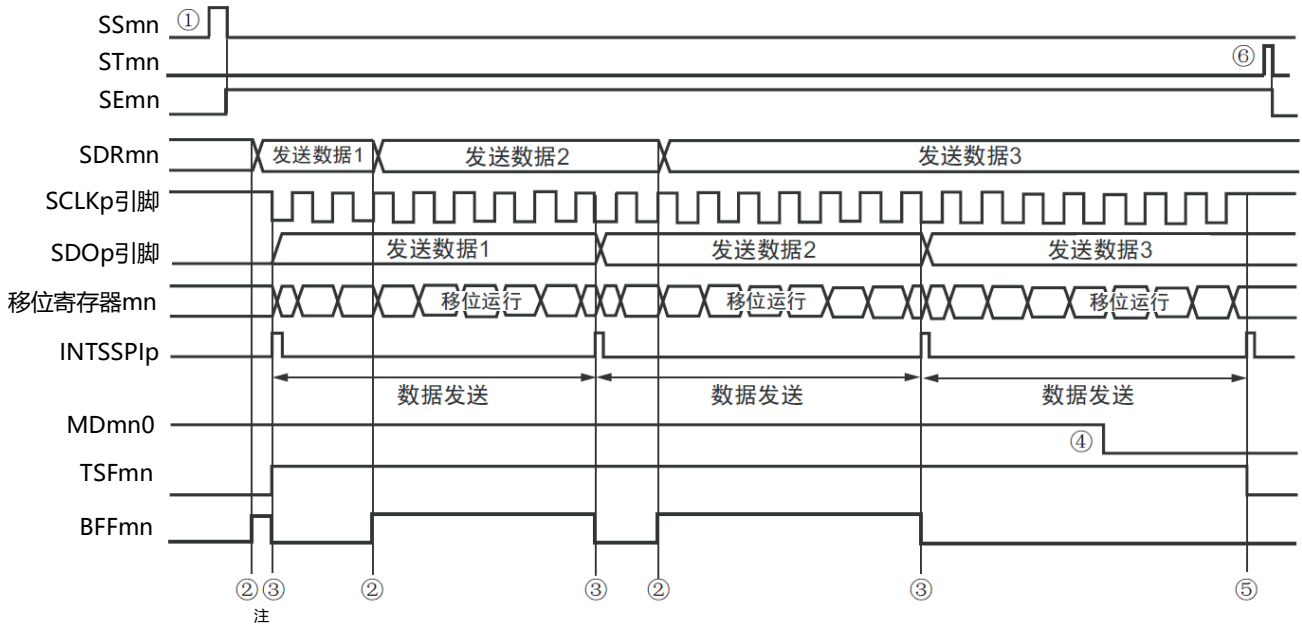 SSmn ①
STmn ⑥
SEmn
SDRmn 发送数据1 发送数据2 发送数据3
SCLKp引脚
SDOp引脚 发送数据1 发送数据2 发送数据3
移位寄存器mn 移位运行 移位运行 移位运行
INTSSPIp
数据发送 数据发送 数据发送
MDmn0 ④
TSFmn
BFFmn
② ③ ② ③ ② ③ ⑤
注